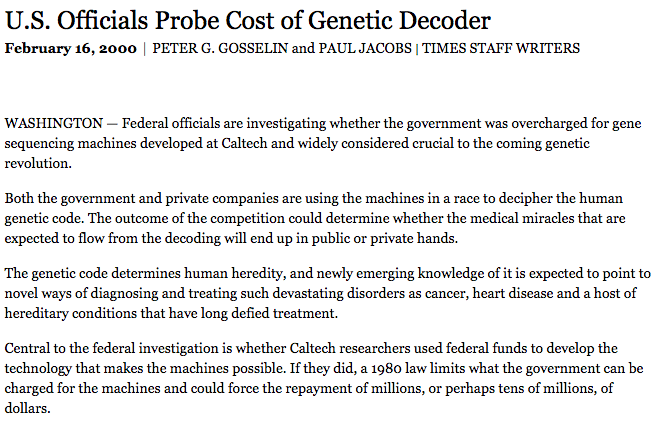 U.S. Officials Probe Cost of Genetic Decoder
February 16, 2000 | PETER G. GOSSELIN and PAUL JACOBS | TIMES STAFF WRITERS
WASHINGTON — Federal officials are investigating whether the government was overcharged for gene
sequencing machines developed at Caltech and widely considered crucial to the coming genetic
revolution.
Both the government and private companies are using the machines in a race to decipher the human
genetic code. The outcome of the competition could determine whether the medical miracles that are
expected to flow from the decoding will end up in public or private hands.
The genetic code determines human heredity, and newly emerging knowledge of it is expected to point to
novel ways of diagnosing and treating such devastating disorders as cancer, heart disease and a host of
hereditary conditions that have long defied treatment.
Central to the federal investigation is whether Caltech researchers used federal funds to develop the
technology that makes the machines possible. If they did, a 1980 law limits what the government can be
charged for the machines and could force the repayment of millions, or perhaps tens of millions, of
dollars.